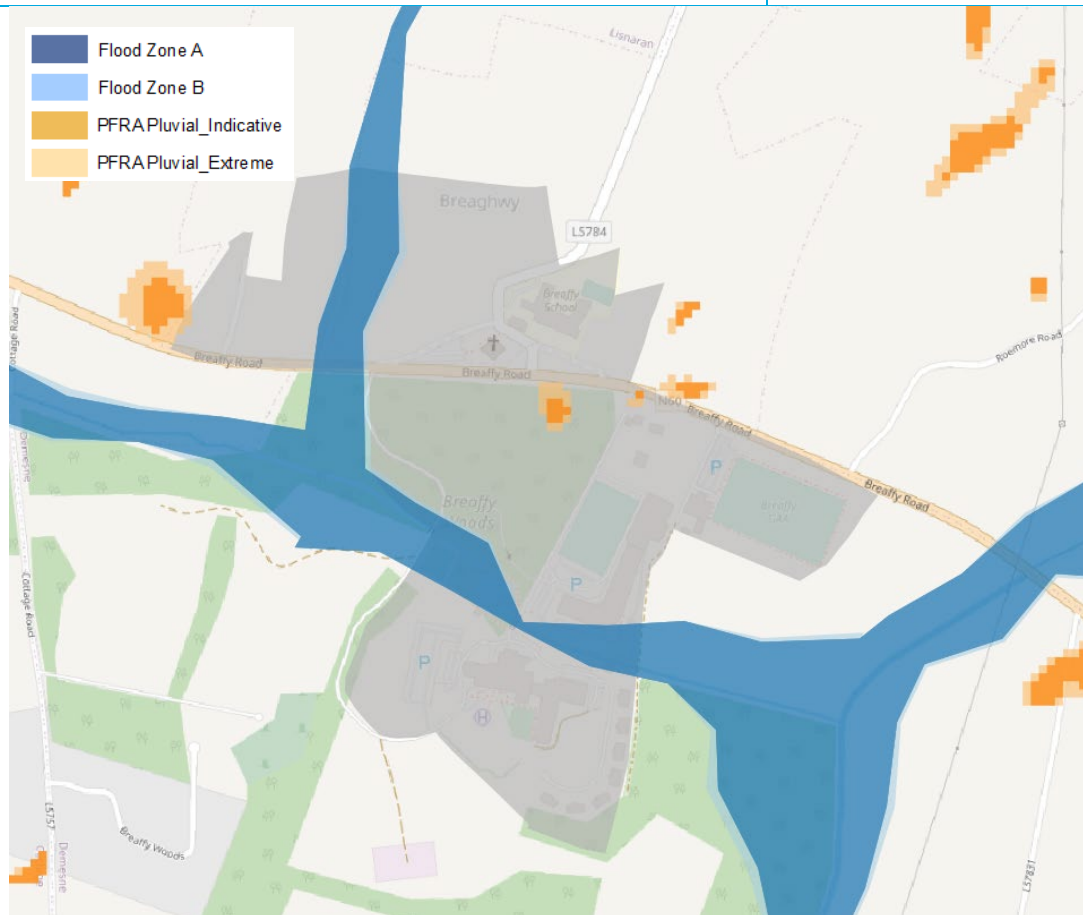 Flood Zone A
Flood Zone B
PFRA Pluvial_Indicative
PFRA Pluvial_Extreme
Lisnaran
Breaghwy
L5784
Breaffy
School
Cottage Road
Breaffy Road
Breaffy Road
N60
Breaffy Road
Roemore Road
Demesne
P
Breaffy
GAA
Breaffy Road
Breaffy
Woods
P
Cottage Road
P
H
L5757
Breaffy Woods
Demesne
L57831